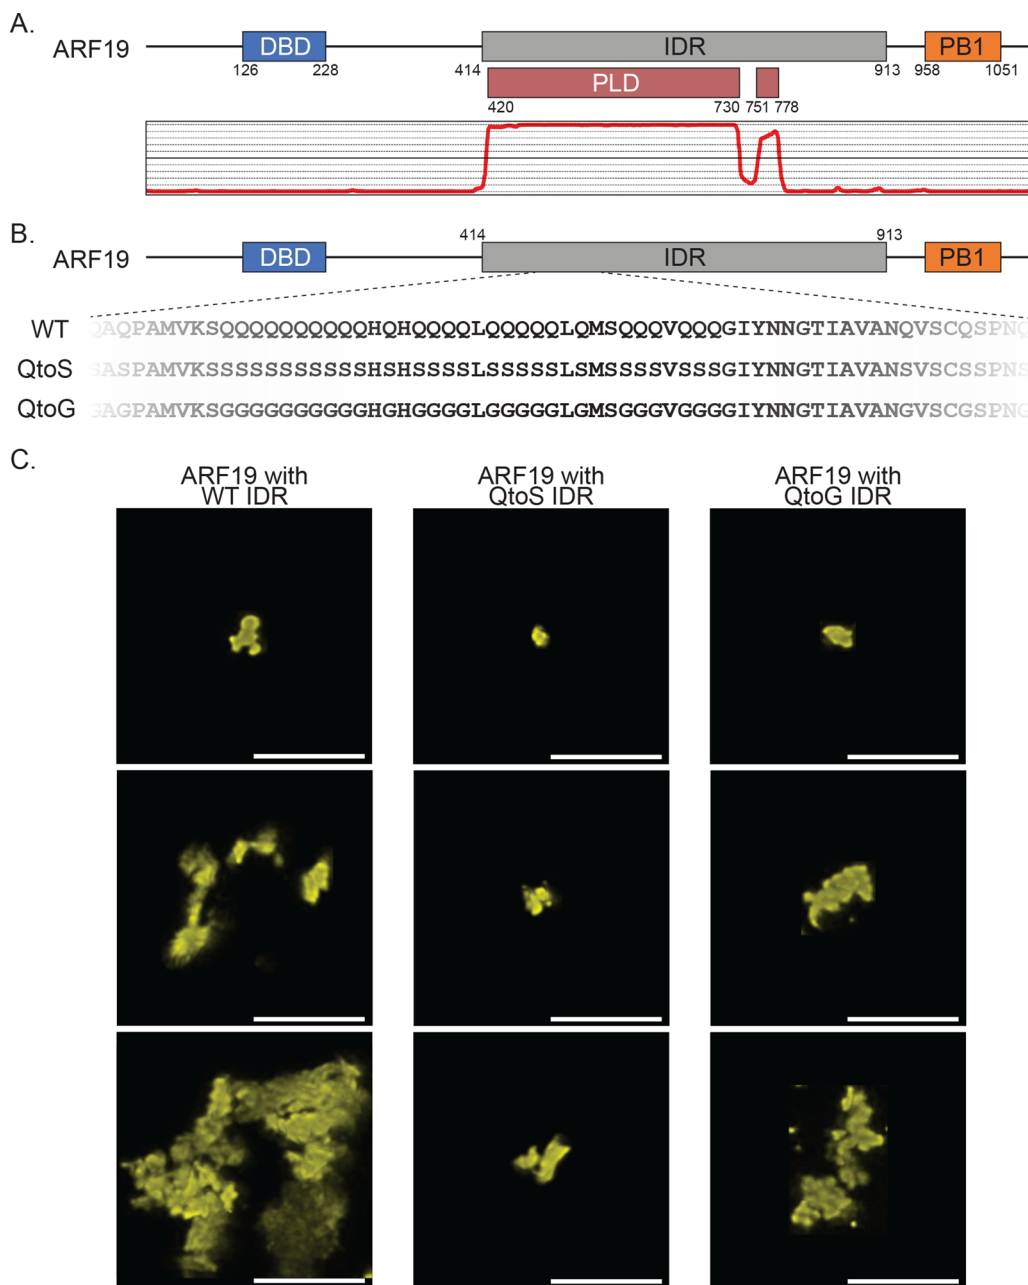 A.
ARF19 DBD IDR PB1
126 228 414 913 958 1051
PLD
420 730 751 778
B.
414 913
ARF19 DBD IDR PB1
WT QAQPAMVKSQQQQQQQQQQHQHQQQQLQQQQQLQMSQQQVQQQGIYNNGTIAVANQVSCQSPNQ
QtoS SASPAMVKSSSSSSSSSSSHSHSSSSLSSSSSLSMSSSSVSSSGIYNNGTIAVANSVSCSSPNS
QtoG GAGPAMVKSGGGGGGGGGGHGHGGGGLGGGGGLGMSGGGVGGGGIYNNGTIAVANGVSCGSPNG
C.
ARF19 with
WT IDR
ARF19 with
QtoS IDR
ARF19 with
QtoG IDR